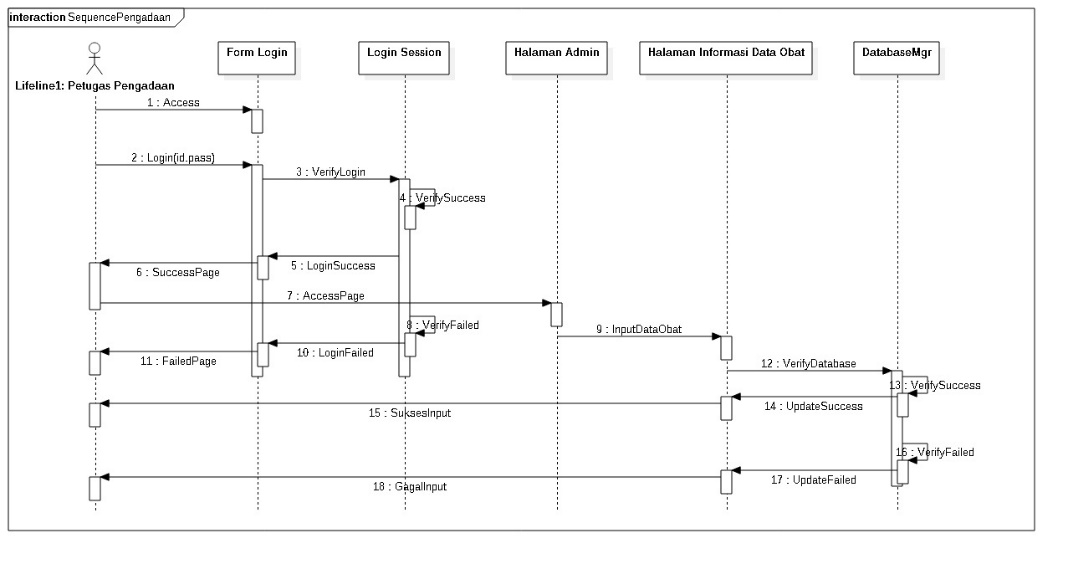 interaction SequencePengadaan
Form Login
Login Session
Halaman Admin
Halaman Informasi Data Obat
DatabaseMgr
Lifeline1: Petugas Pengadaan
1 : Access
2 : Login(id.pass)
3 : VerifyLogin
4 : VerifySuccess
5 : LoginSuccess
6 : SuccessPage
7 : AccessPage
8 : VerifyFailed
9 : InputDataObat
10 : LoginFailed
11 : FailedPage
12 : VerifyDatabase
13 : VerifySuccess
14 : UpdateSuccess
15 : SuksesInput
16 : VerifyFailed
17 : UpdateFailed
18 : GagalInput